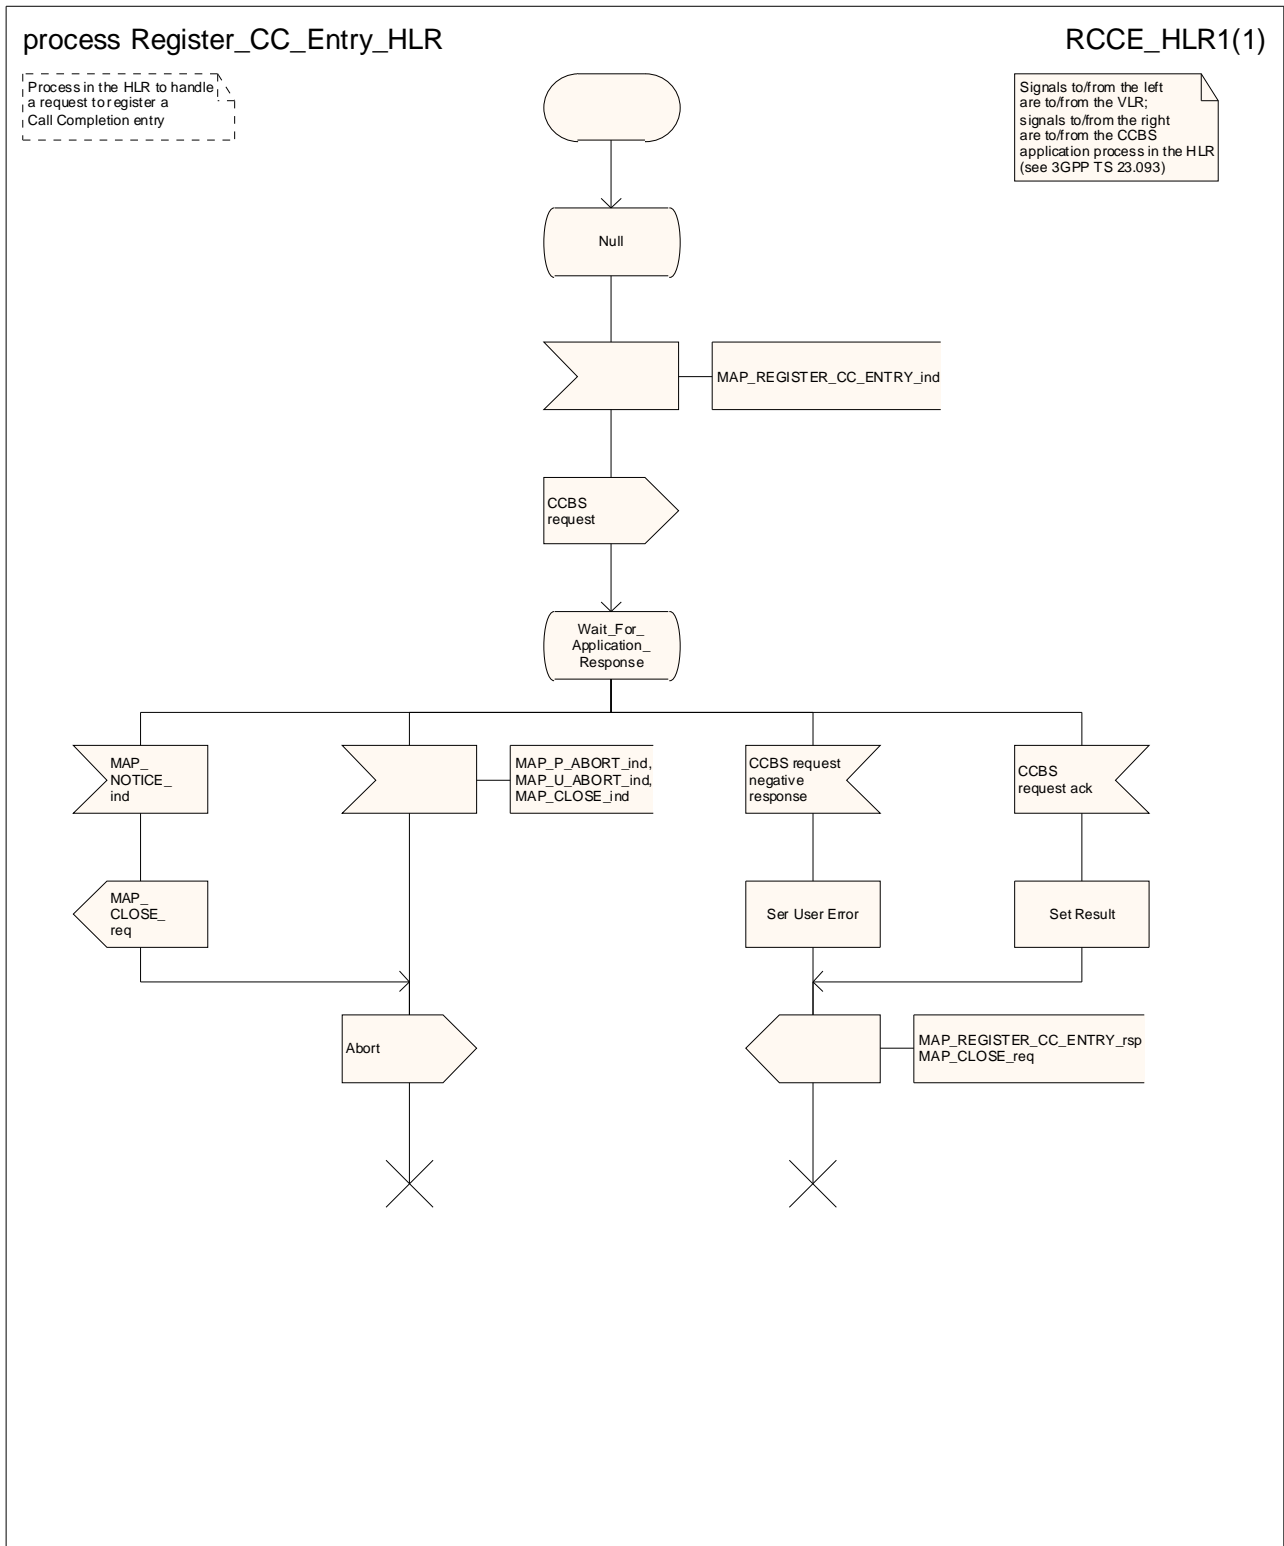 process Register_CC_Entry_HLR
RCCE_HLR1(1)
Process in the HLR to handle
a request to register a
Call Completion entry
Signals to/from the left
are to/from the VLR;
signals to/from the right
are to/from the CCBS
application process in the HLR
(see 3GPP TS 23.093)
Null
MAP_REGISTER_CC_ENTRY_ind
CCBS
request
Wait_For_
Application_
Response
MAP_
NOTICE_
ind
MAP_P_ABORT_ind,
MAP_U_ABORT_ind,
MAP_CLOSE_ind
CCBS request
negative
response
CCBS
request ack
MAP_
CLOSE_
req
Ser User Error
Set Result
Abort
MAP_REGISTER_CC_ENTRY_rsp
MAP_CLOSE_req